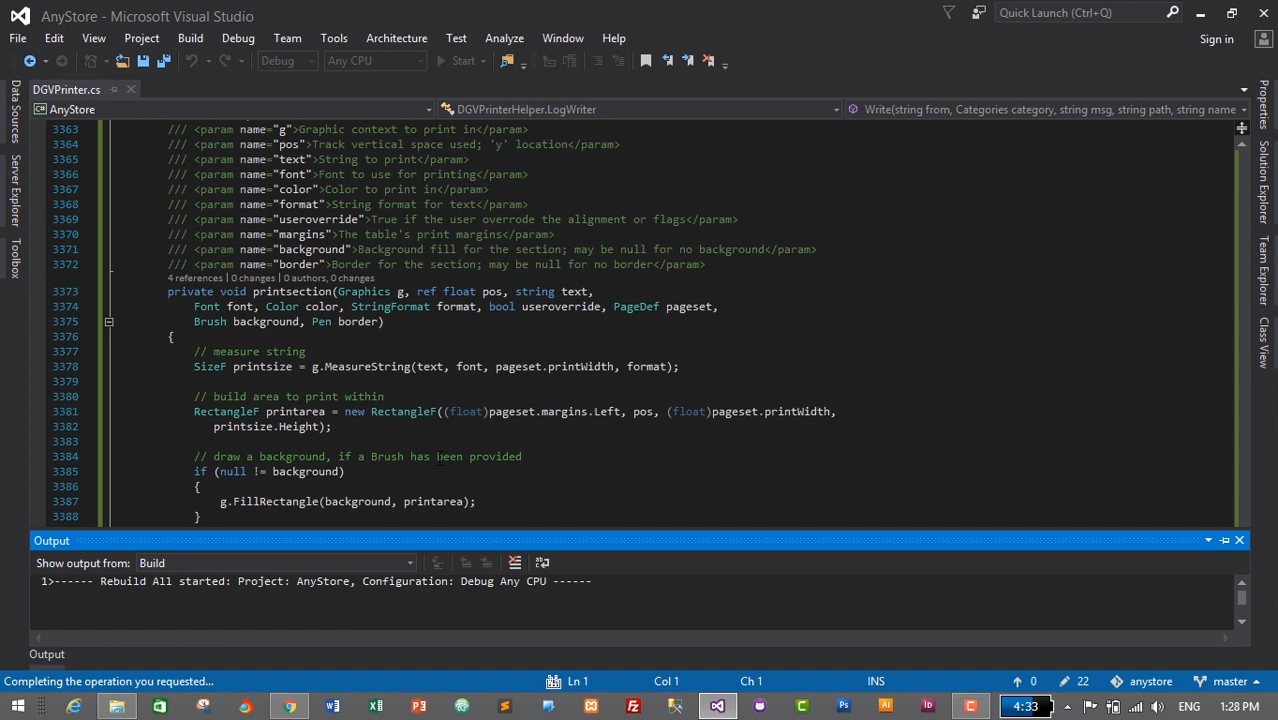 AnyStore - Microsoft Visual Studio
Quick Launch (Ctrl+Q)
File Edit View Project Build Debug Team Tools Architecture Test Analyze Window Help
Sign in
Debug Any CPU Start
DGVPrinter.cs
AnyStore DGVPrinterHelper.LogWriter Write(string from, Categories category, string msg, string path, string name
Data Sources
Server Explorer
Toolbox
3363 /// <param name="g">Graphic context to print in</param>
3364 /// <param name="pos">Track vertical space used; 'y' location</param>
3365 /// <param name="text">String to print</param>
3366 /// <param name="font">Font to use for printing</param>
3367 /// <param name="color">Color to print in</param>
3368 /// <param name="format">String format for text</param>
3369 /// <param name="useroverride">True if the user overrode the alignment or flags</param>
3370 /// <param name="margins">The table's print margins</param>
3371 /// <param name="background">Background fill for the section; may be null for no background</param>
3372 /// <param name="border">Border for the section; may be null for no border</param>
4 references | 0 changes | 0 authors, 0 changes
3373 private void printsection(Graphics g, ref float pos, string text,
3374 Font font, Color color, StringFormat format, bool useroverride, PageDef pageset,
3375 Brush background, Pen border)
3376 {
3377 // measure string
3378 SizeF printsize = g.MeasureString(text, font, pageset.printWidth, format);
3379
3380 // build area to print within
3381 RectangleF printarea = new RectangleF((float)pageset.margins.Left, pos, (float)pageset.printWidth,
3382 printsize.Height);
3383
3384 // draw a background, if a Brush has been provided
3385 if (null != background)
3386 {
3387 g.FillRectangle(background, printarea);
3388 }
Properties
Solution Explorer
Team Explorer
Class View
Output
Show output from: Build
1>------ Rebuild All started: Project: AnyStore, Configuration: Debug Any CPU ------
Output
Completing the operation you requested... Ln 1 Col 1 Ch 1 INS 0 22 anystore master
4:33 ENG 1:28 PM